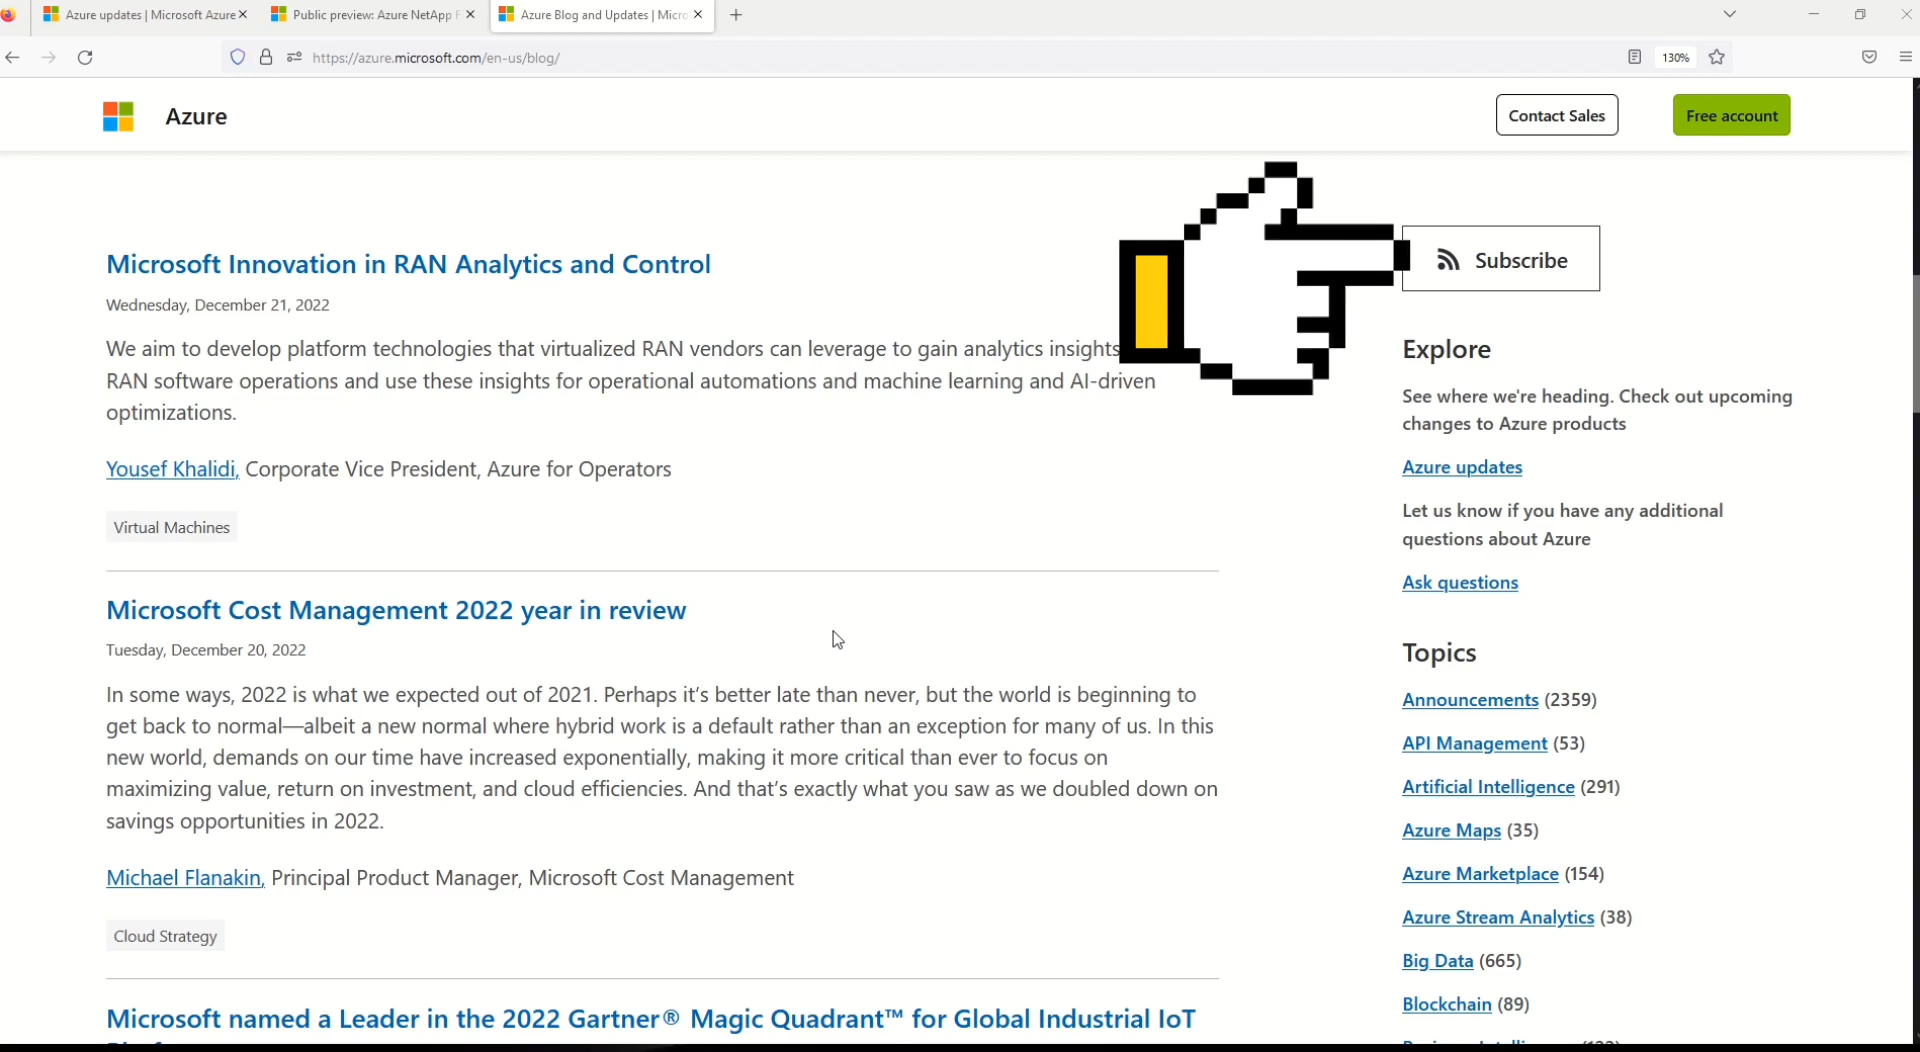 Azure updates | Microsoft Azure
Public preview: Azure NetApp F
Azure Blog and Updates | Micro
https://azure.microsoft.com/en-us/blog/
130%
Azure
Contact Sales
Free account
Microsoft Innovation in RAN Analytics and Control
Wednesday, December 21, 2022
We aim to develop platform technologies that virtualized RAN vendors can leverage to gain analytics insights
RAN software operations and use these insights for operational automations and machine learning and AI-driven
optimizations.
Yousef Khalidi, Corporate Vice President, Azure for Operators
Virtual Machines
Microsoft Cost Management 2022 year in review
Tuesday, December 20, 2022
In some ways, 2022 is what we expected out of 2021. Perhaps it’s better late than never, but the world is beginning to
get back to normal—albeit a new normal where hybrid work is a default rather than an exception for many of us. In this
new world, demands on our time have increased exponentially, making it more critical than ever to focus on
maximizing value, return on investment, and cloud efficiencies. And that’s exactly what you saw as we doubled down on
savings opportunities in 2022.
Michael Flanakin, Principal Product Manager, Microsoft Cost Management
Cloud Strategy
Microsoft named a Leader in the 2022 Gartner® Magic Quadrant™ for Global Industrial IoT
Subscribe
Explore
See where we're heading. Check out upcoming
changes to Azure products
Azure updates
Let us know if you have any additional
questions about Azure
Ask questions
Topics
Announcements (2359)
API Management (53)
Artificial Intelligence (291)
Azure Maps (35)
Azure Marketplace (154)
Azure Stream Analytics (38)
Big Data (665)
Blockchain (89)